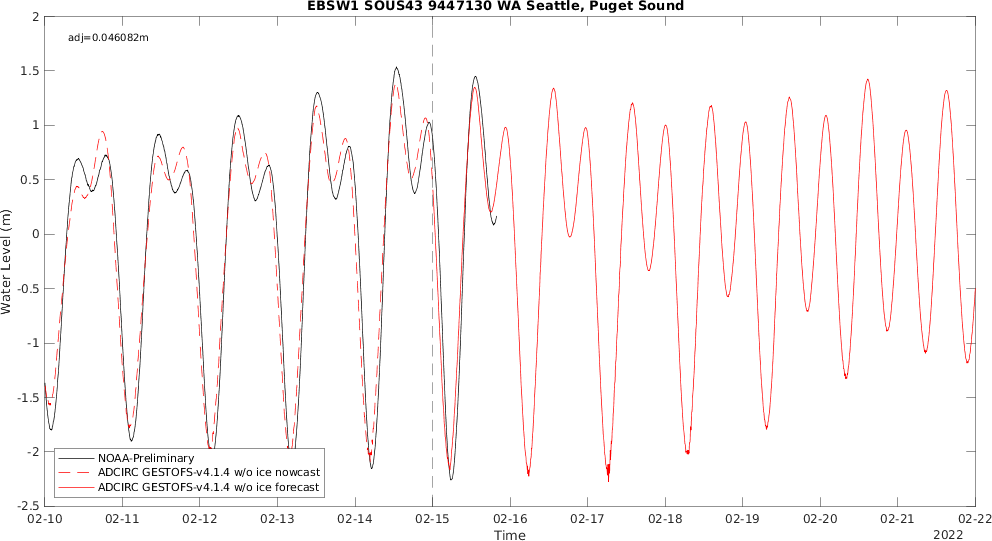 EBSW1 SOUS43 9447130 WA Seattle, Puget Sound
adj=0.046082m
Water Level (m)
2
1.5
1
0.5
0
-0.5
-1
-1.5
-2
-2.5
NOAA-Preliminary
ADCIRC GESTOFS-v4.1.4 w/o ice nowcast
ADCIRC GESTOFS-v4.1.4 w/o ice forecast
02-10 02-11 02-12 02-13 02-14 02-15 02-16 02-17 02-18 02-19 02-20 02-21 02-22
Time
2022